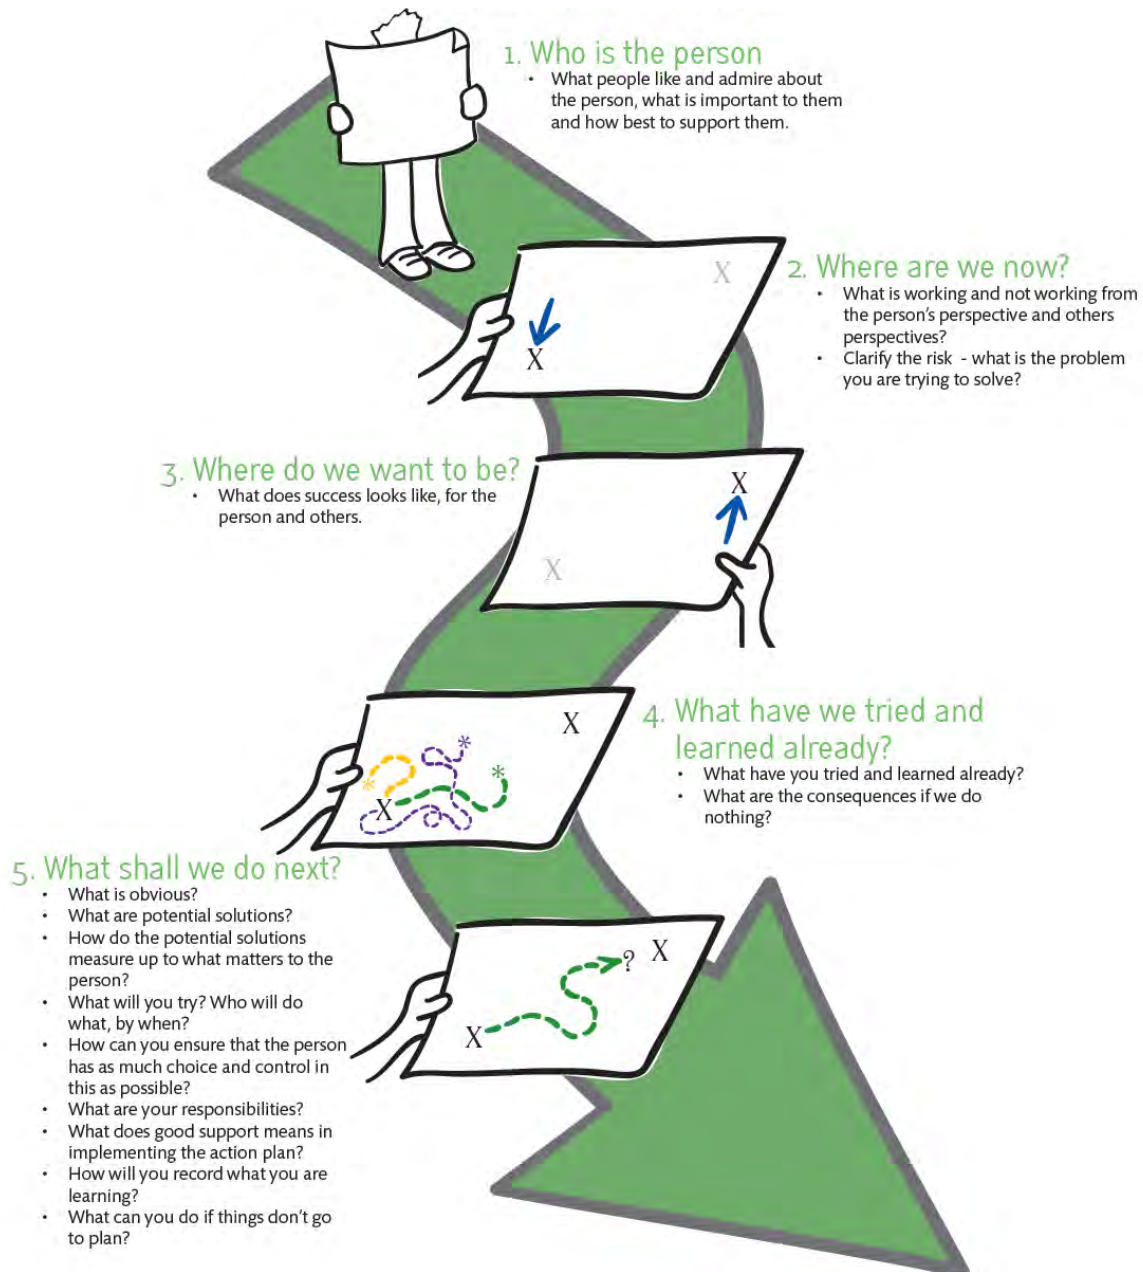 1. Who is the person
• What people like and admire about
the person, what is important to them
and how best to support them.
X
X
2. Where are we now?
• What is working and not working from
the person's perspective and others
perspectives?
• Clarify the risk - what is the problem
you are trying to solve?
3. Where do we want to be?
• What does success looks like, for the
person and others.
X
X
X
4. What have we tried and
learned already?
• What have you tried and learned already?
• What are the consequences if we do
nothing?
* * *
X
5. What shall we do next?
• What is obvious?
• What are potential solutions?
• How do the potential solutions
measure up to what matters to the
person?
• What will you try? Who will do
what, by when?
• How can you ensure that the person
has as much choice and control in
this as possible?
• What are your responsibilities?
• What does good support means in
implementing the action plan?
• How will you record what you are
learning?
• What can you do if things don't go
to plan?
? X
X